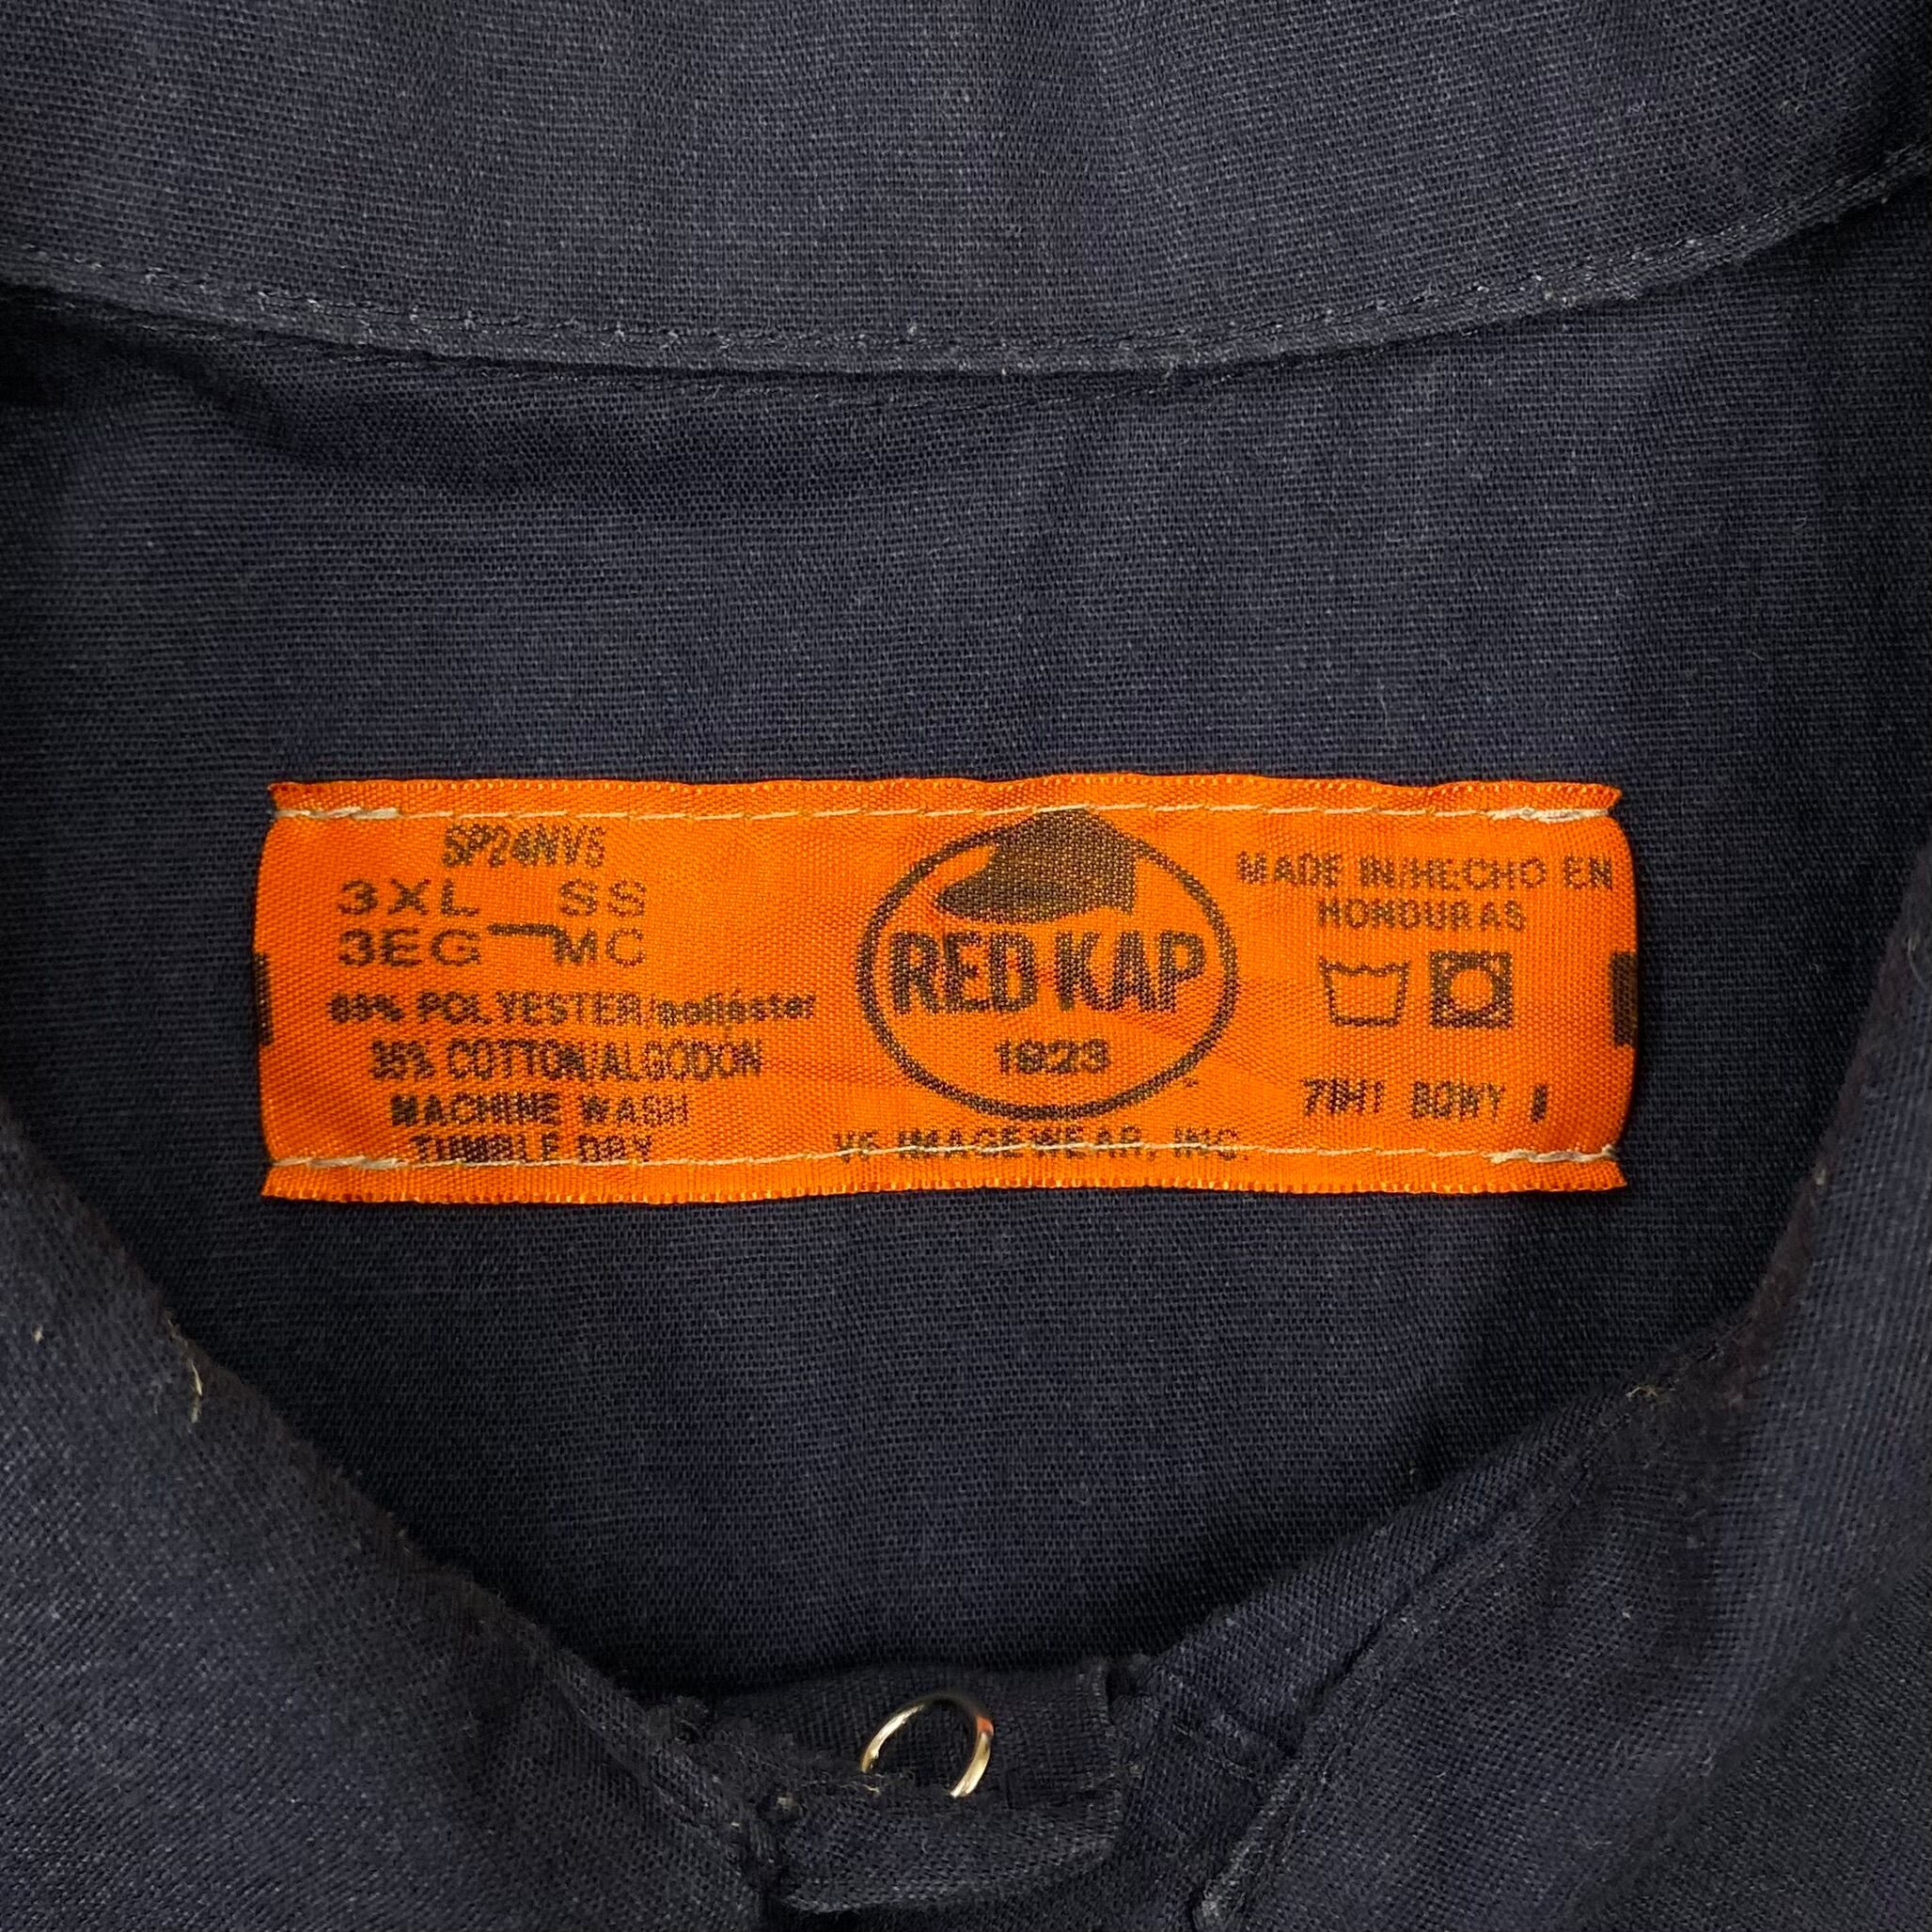 SP24NV5
3XL SS
3EG — MC
65% POLYESTER/poliéster
35% COTTON/ALGODON
MACHINE WASH
TUMBLE DRY
RED KAP
1923
VF IMAGEWEAR, INC.
MADE IN/HECHO EN
HONDURAS